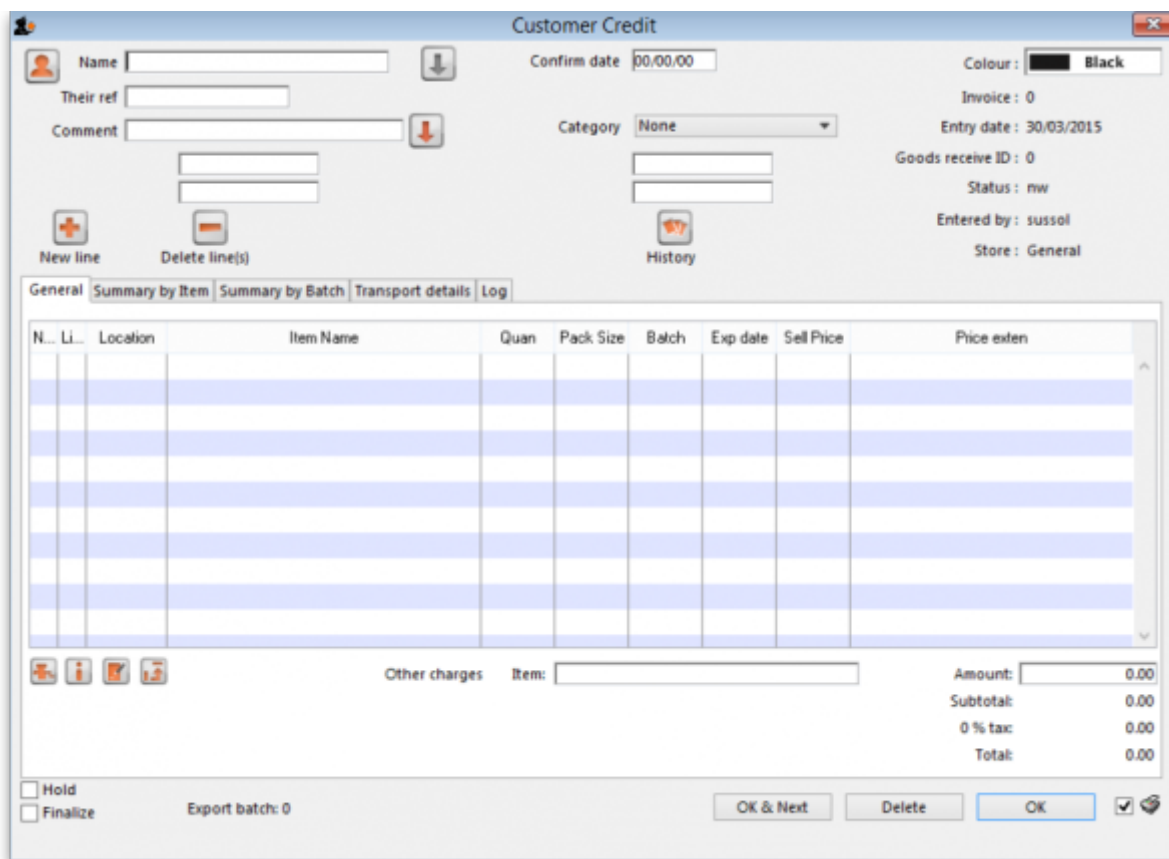 Customer Credit
Name
Confirm date 00/00/00
Colour : Black
Their ref
Invoice : 0
Comment
Category None
Entry date : 30/03/2015
Goods receive ID : 0
Status : nw
Entered by : sussol
New line
Delete line(s)
History
Store : General
General Summary by Item Summary by Batch Transport details Log
N... Li... Location Item Name Quan Pack Size Batch Exp date Sell Price Price exten
Other charges Item: Amount: 0.00
Subtotal: 0.00
0 % tax: 0.00
Total: 0.00
Hold
Finalize
Export batch: 0
OK & Next
Delete
OK